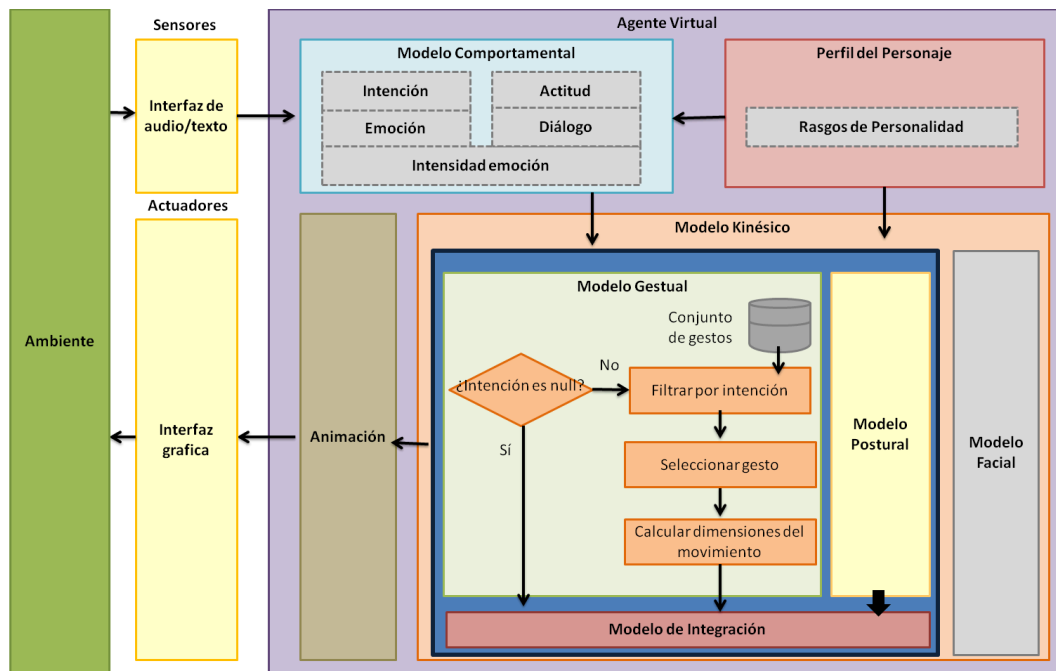 Sensores
Agente Virtual
Modelo Comportamental
Perfil del Personaje
Intención
Actitud
Interfaz de
audio/texto
Emoción
Diálogo
Rasgos de Personalidad
Intensidad emoción
Actuadores
Modelo Kinésico
Modelo Gestual
Conjunto
de gestos
Ambiente
¿Intención es null?
No
Filtrar por intención
Sí
Seleccionar gesto
Calcular dimensiones del
movimiento
Modelo
Postural
Modelo
Facial
Animación
Interfaz
grafica
Modelo de Integración